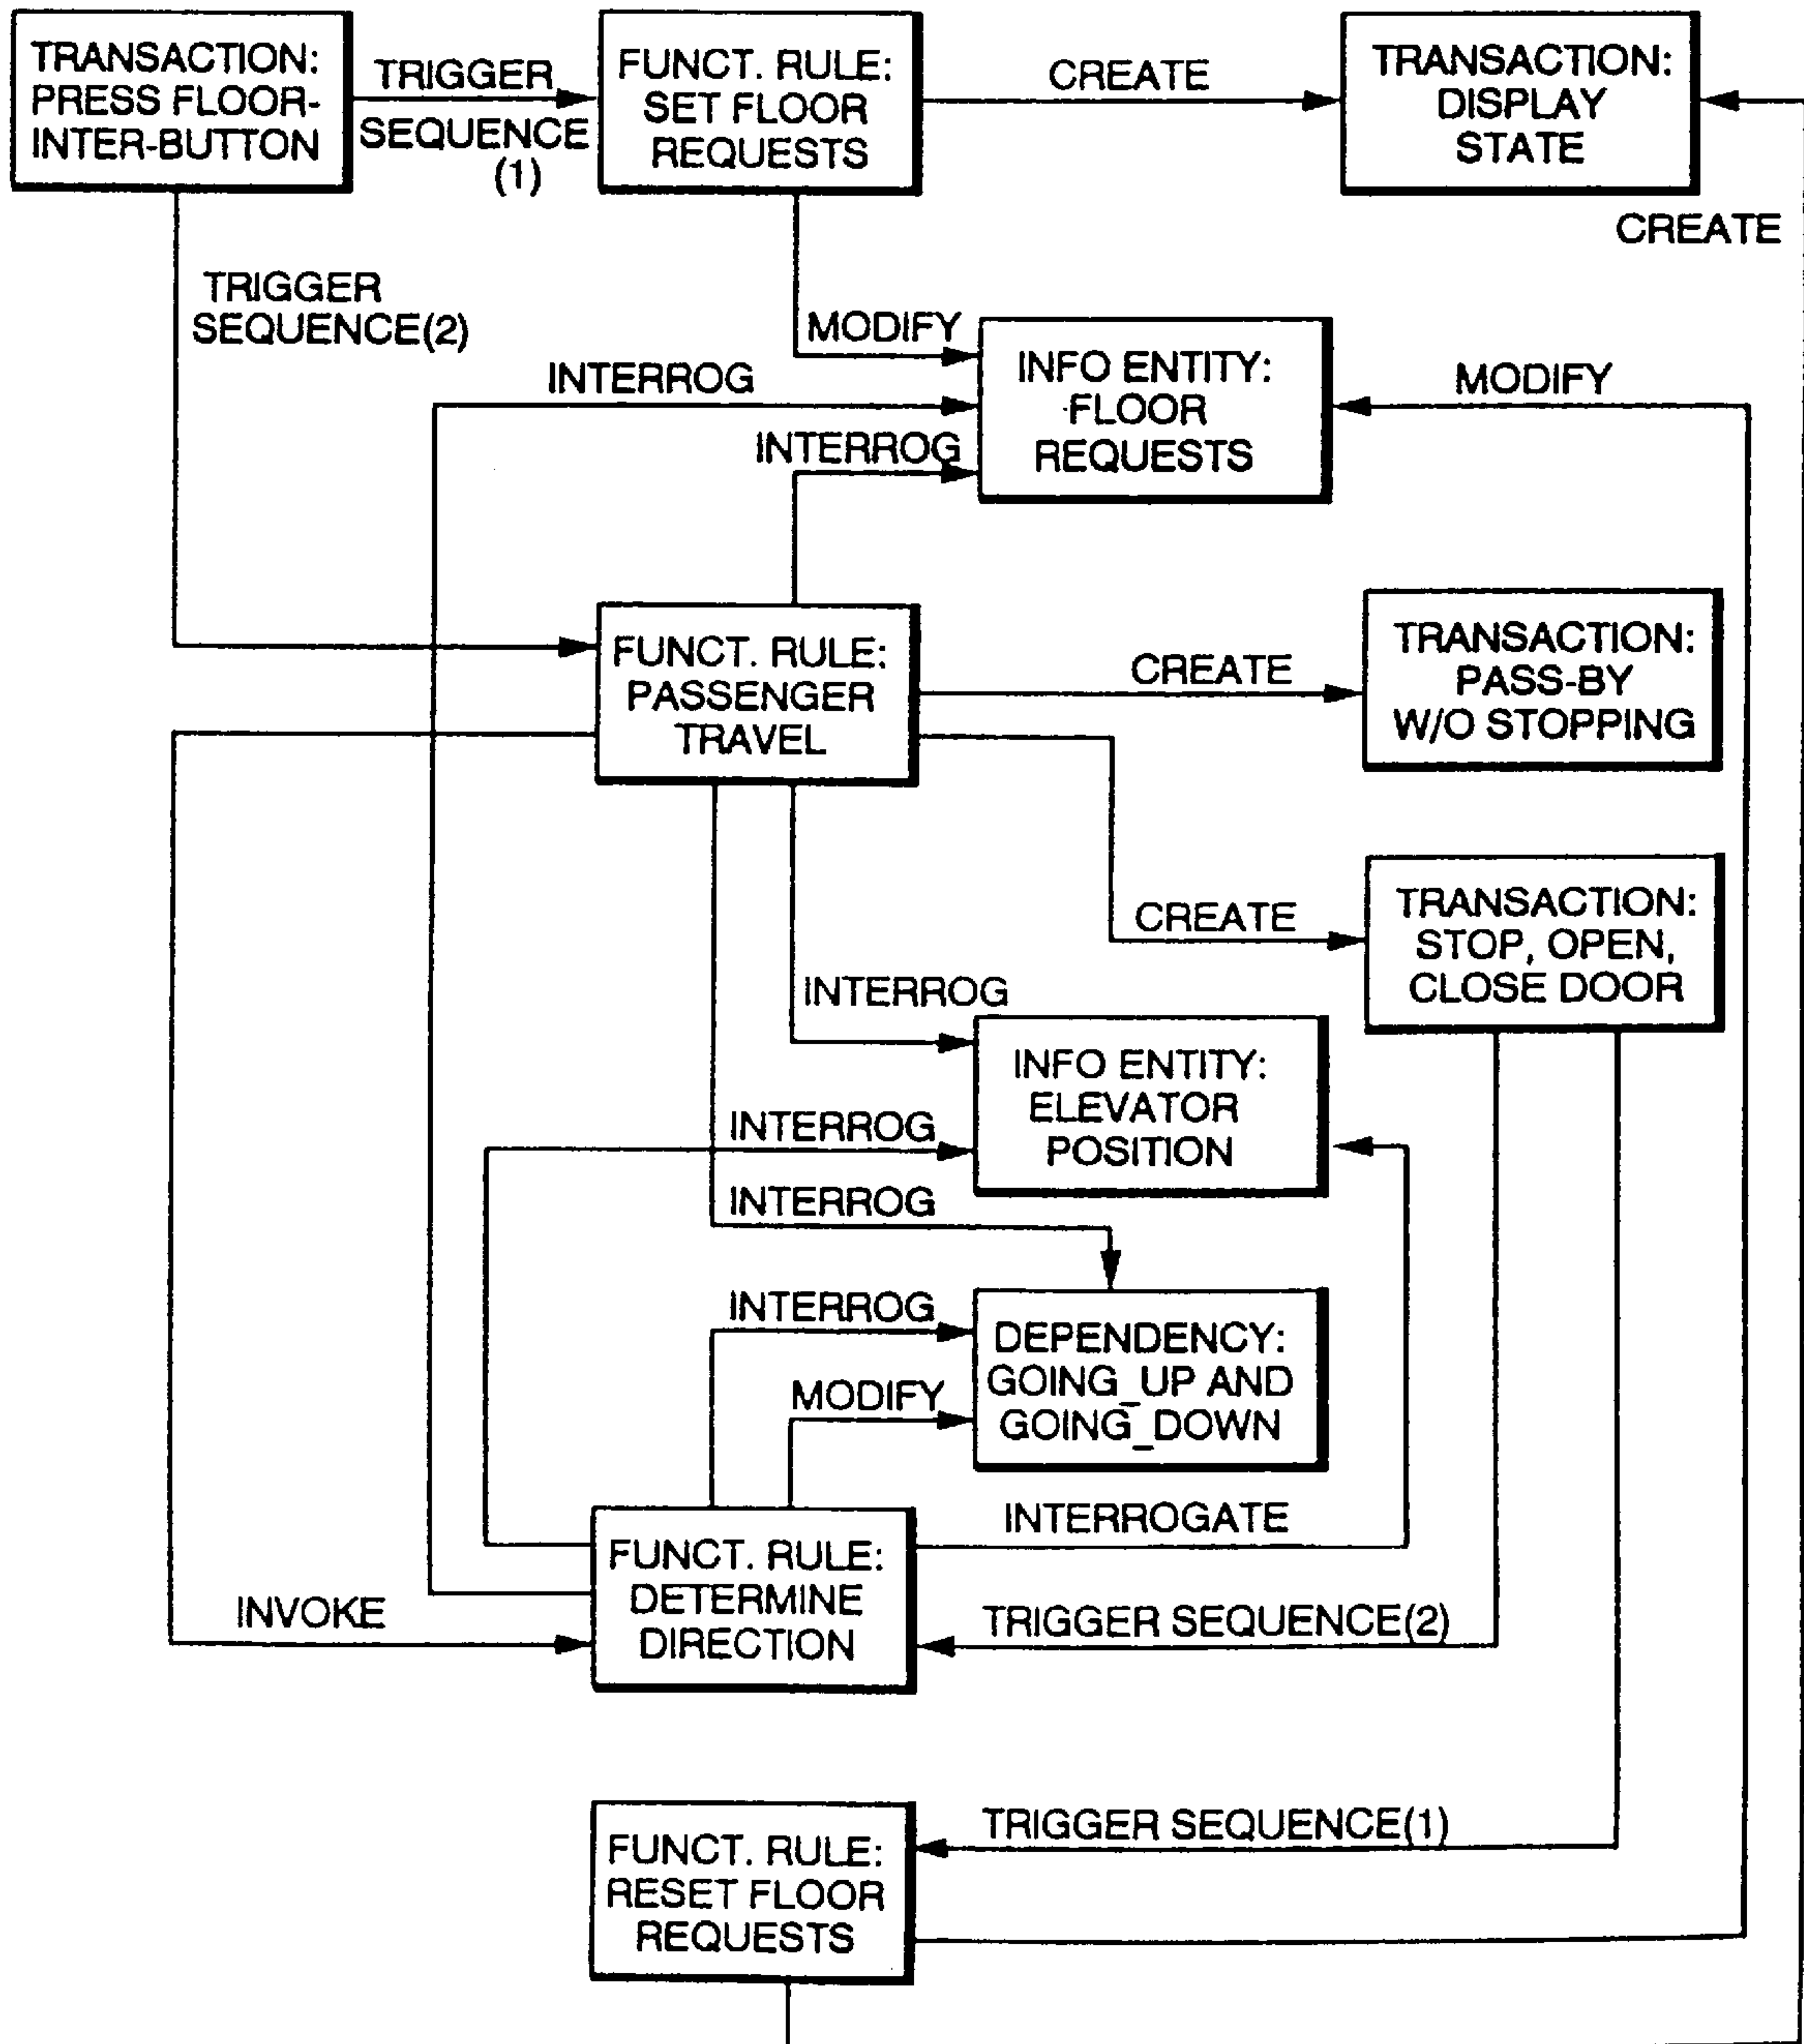 TRANSACTION:
PRESS FLOOR-
INTER-BUTTON
TRIGGER
SEQUENCE
(1)
FUNCT. RULE:
SET FLOOR
REQUESTS
CREATE
TRANSACTION:
DISPLAY
STATE
CREATE
TRIGGER
SEQUENCE(2)
MODIFY
INTERROG
INTERROG
INFO ENTITY:
FLOOR
REQUESTS
MODIFY
FUNCT. RULE:
PASSENGER
TRAVEL
CREATE
TRANSACTION:
PASS-BY
W/O STOPPING
CREATE
TRANSACTION:
STOP, OPEN,
CLOSE DOOR
INTERROG
INFO ENTITY:
ELEVATOR
POSITION
INTERROG
INTERROG
INTERROG
DEPENDENCY:
GOING_UP AND
GOING_DOWN
MODIFY
INTERROGATE
FUNCT. RULE:
DETERMINE
DIRECTION
INVOKE
TRIGGER SEQUENCE(2)
TRIGGER SEQUENCE(1)
FUNCT. RULE:
RESET FLOOR
REQUESTS